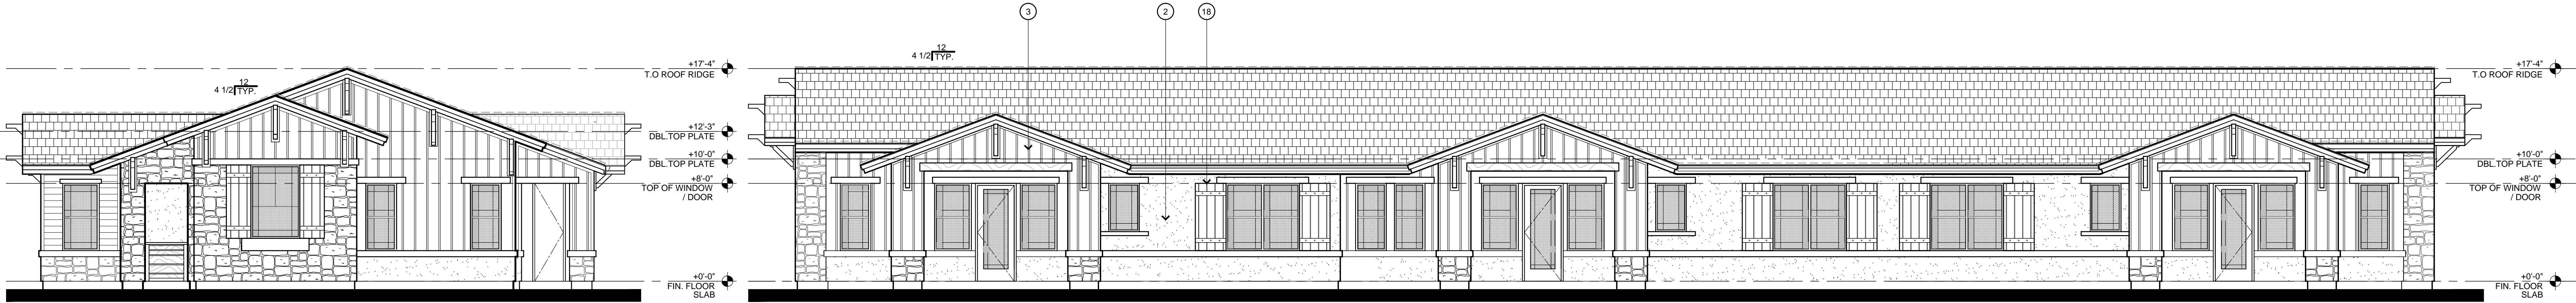 3
2
18
12
4 1/2
TYP.
+17'-4"
T.O ROOF RIDGE
+12'-3"
DBL.TOP PLATE
+10'-0"
DBL.TOP PLATE
+8'-0"
TOP OF WINDOW
/ DOOR
+0'-0"
FIN. FLOOR
SLAB
12
4 1/2
TYP.
+17'-4"
T.O ROOF RIDGE
+10'-0"
DBL.TOP PLATE
+8'-0"
TOP OF WINDOW
/ DOOR
+0'-0"
FIN. FLOOR
SLAB